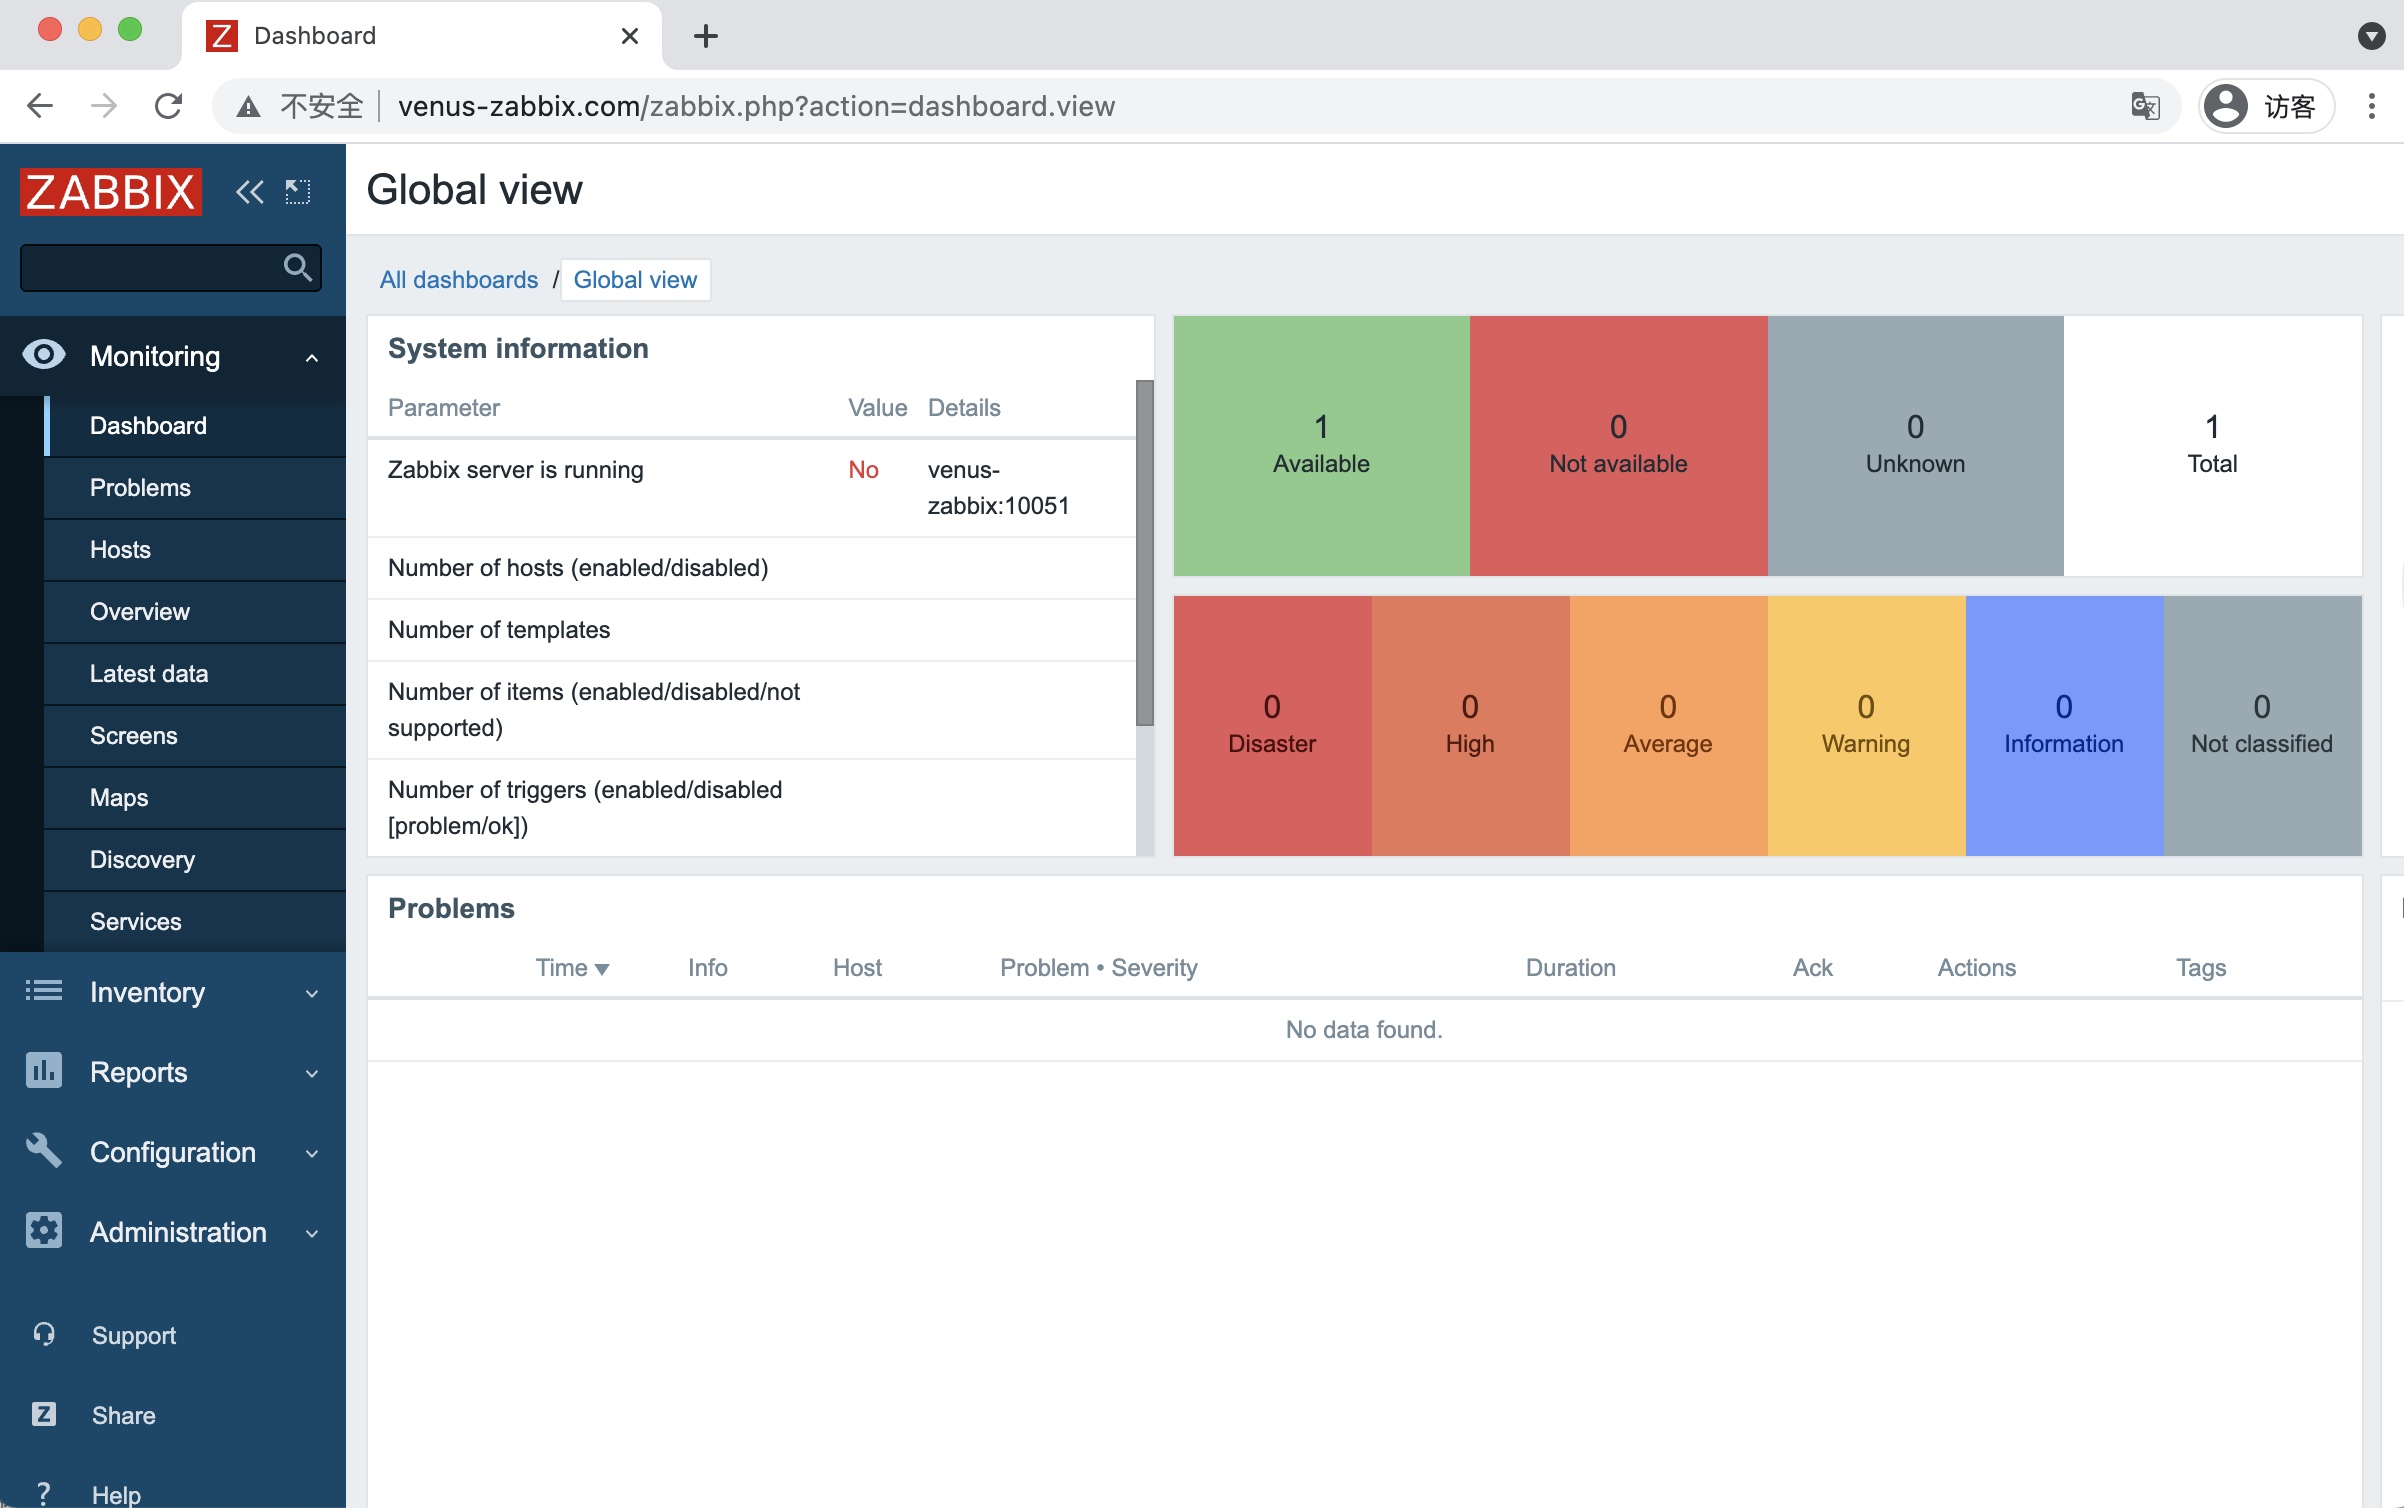 Dashboard
不安全
venus-zabbix.com/zabbix.php?action=dashboard.view
访客
ZABBIX
Global view
All dashboards / Global view
Monitoring
Dashboard
Problems
Hosts
Overview
Latest data
Screens
Maps
Discovery
Services
Inventory
Reports
Configuration
Administration
Support
Share
Help
System information
Parameter Value Details
Zabbix server is running No venus-
zabbix:10051
Number of hosts (enabled/disabled)
Number of templates
Number of items (enabled/disabled/not
supported)
Number of triggers (enabled/disabled
[problem/ok])
1 0 0 1
Available Not available Unknown Total
0 0 0 0 0 0
Disaster High Average Warning Information Not classified
Problems
Time Info Host Problem • Severity Duration Ack Actions Tags
No data found.